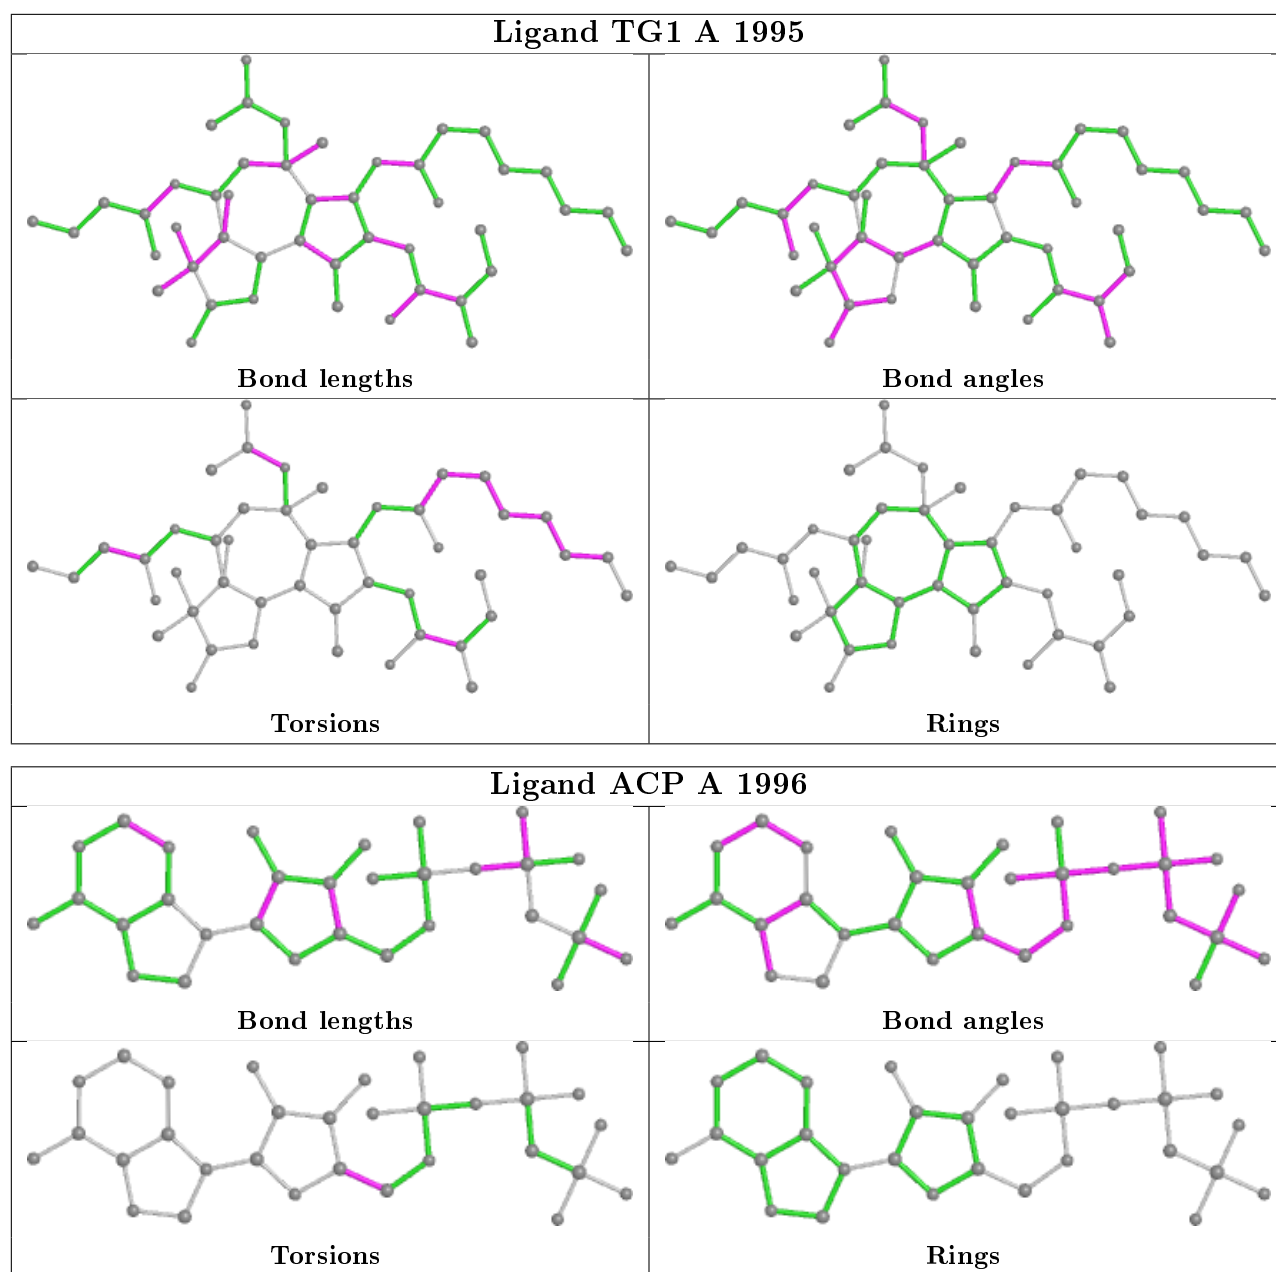 Ligand TG1 A 1995
Bond lengths
Bond angles
Torsions
Rings
Ligand ACP A 1996
Bond lengths
Bond angles
Torsions
Rings